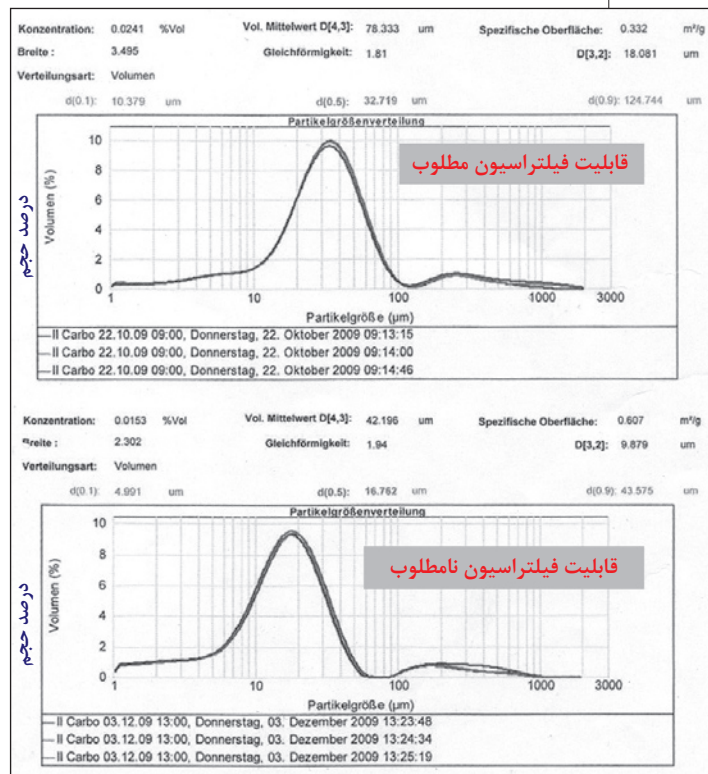 Konzentration: 0.0241 %Vol Vol. Mittelwert D[4,3]: 78.333 um Spezifische Oberfläche: 0.332 m²/g
Breite : 3.495 Gleichförmigkeit: 1.81 D[3,2]: 18.081 um
Verteilungsart: Volumen
d(0.1): 10.379 um d(0.5): 32.719 um d(0.9): 124.744 um
Partikelgrößenverteilung
قابلیت فیلتراسیون مطلوب
درصد حجم
Volumen (%)
10
8
6
4
2
0
1 10 100 1000 3000
Partikelgröße (µm)
II Carbo 22.10.09 09:00, Donnerstag, 22. Oktober 2009 09:13:15
II Carbo 22.10.09 09:00, Donnerstag, 22. Oktober 2009 09:14:00
II Carbo 22.10.09 09:00, Donnerstag, 22. Oktober 2009 09:14:46
Konzentration: 0.0153 %Vol Vol. Mittelwert D[4,3]: 42.196 um Spezifische Oberfläche: 0.607 m²/g
reite : 2.302 Gleichförmigkeit: 1.94 D[3,2]: 9.879 um
Verteilungsart: Volumen
d(0.1): 4.991 um d(0.5): 16.762 um d(0.9): 43.575 um
Partikelgrößenverteilung
قابلیت فیلتراسیون نامطلوب
درصد حجم
Volumen (%)
10
8
6
4
2
0
1 10 100 1000 3000
Partikelgröße (µm)
II Carbo 03.12.09 13:00, Donnerstag, 03. Dezember 2009 13:23:48
II Carbo 03.12.09 13:00, Donnerstag, 03. Dezember 2009 13:24:34
II Carbo 03.12.09 13:00, Donnerstag, 03. Dezember 2009 13:25:19